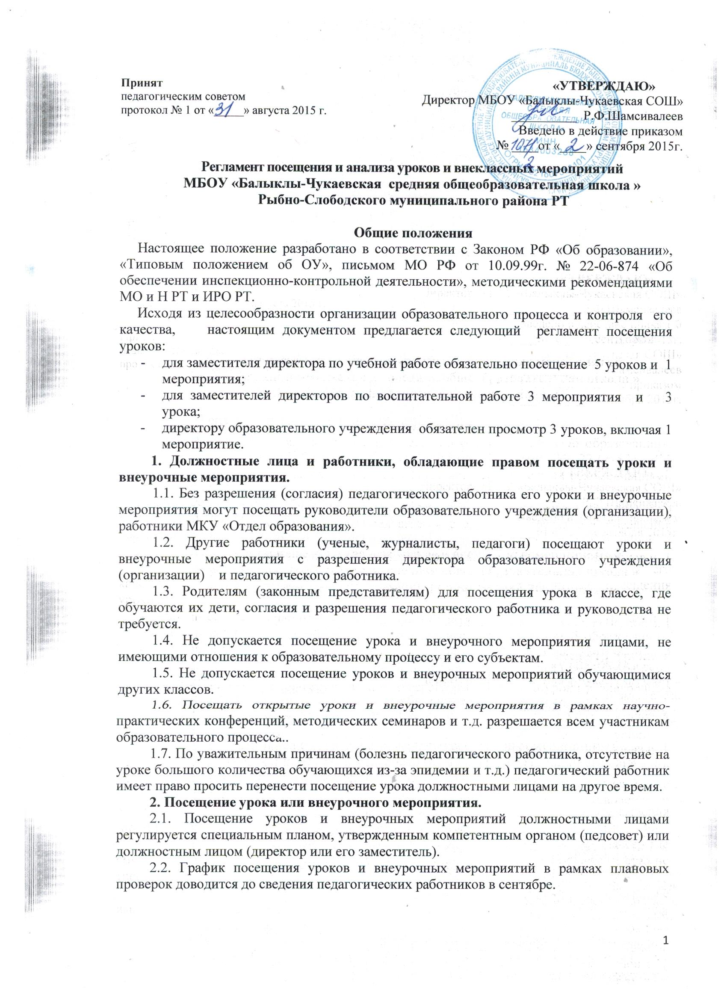 Принят
педагогическим советом
протокол № 1 от «31» августа 2015 г.
«УТВЕРЖДАЮ»
Директор МБОУ «Балыклы-Чукаевская СОШ»
Р.Ф.Шамсивалеев
Введено в действие приказом
№ от «2» сентября 2015г.
Регламент посещения и анализа уроков и внеклассных мероприятий
МБОУ «Балыклы-Чукаевская средняя общеобразовательная школа »
Рыбно-Слободского муниципального района РТ
Общие положения
Настоящее положение разработано в соответствии с Законом РФ «Об образовании»,
«Типовым положением об ОУ», письмом МО РФ от 10.09.99г. № 22-06-874 «Об
обеспечении инспекционно-контрольной деятельности», методическими рекомендациями
МО и Н РТ и ИРО РТ.
Исходя из целесообразности организации образовательного процесса и контроля его
качества, настоящим документом предлагается следующий регламент посещения
уроков:
- для заместителя директора по учебной работе обязательно посещение 5 уроков и 1
мероприятия;
- для заместителей директоров по воспитательной работе 3 мероприятия и 3
урока;
- директору образовательного учреждения обязателен просмотр 3 уроков, включая 1
мероприятие.
1. Должностные лица и работники, обладающие правом посещать уроки и
внеурочные мероприятия.
1.1. Без разрешения (согласия) педагогического работника его уроки и внеурочные
мероприятия могут посещать руководители образовательного учреждения (организации),
работники МКУ «Отдел образования».
1.2. Другие работники (ученые, журналисты, педагоги) посещают уроки и
внеурочные мероприятия с разрешения директора образовательного учреждения
(организации) и педагогического работника.
1.3. Родителям (законным представителям) для посещения урока в классе, где
обучаются их дети, согласия и разрешения педагогического работника и руководства не
требуется.
1.4. Не допускается посещение урока и внеурочного мероприятия лицами, не
имеющими отношения к образовательному процессу и его субъектам.
1.5. Не допускается посещение уроков и внеурочных мероприятий обучающимися
других классов.
1.6. Посещать открытые уроки и внеурочные мероприятия в рамках научно-
практических конференций, методических семинаров и т.д. разрешается всем участникам
образовательного процесса..
1.7. По уважительным причинам (болезнь педагогического работника, отсутствие на
уроке большого количества обучающихся из-за эпидемии и т.д.) педагогический работник
имеет право просить перенести посещение урока должностными лицами на другое время.
2. Посещение урока или внеурочного мероприятия.
2.1. Посещение уроков и внеурочных мероприятий должностными лицами
регулируется специальным планом, утвержденным компетентным органом (педсовет) или
должностным лицом (директор или его заместитель).
2.2. График посещения уроков и внеурочных мероприятий в рамках плановых
проверок доводится до сведения педагогических работников в сентябре.
1